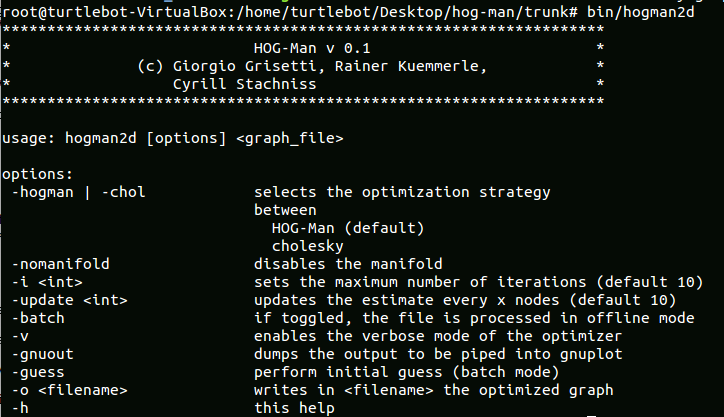 root@turtlebot-VirtualBox:/home/turtlebot/Desktop/hog-man/trunk# bin/hogman2d
*******************************************************************
* HOG-Man v 0.1 *
* (c) Giorgio Grisetti, Rainer Kuemmerle, *
* Cyrill Stachniss *
*******************************************************************
usage: hogman2d [options] <graph_file>
options:
-hogman | -chol selects the optimization strategy
between
HOG-Man (default)
cholesky
-nomanifold disables the manifold
-i <int> sets the maximum number of iterations (default 10)
-update <int> updates the estimate every x nodes (default 10)
-batch if toggled, the file is processed in offline mode
-v enables the verbose mode of the optimizer
-gnuout dumps the output to be piped into gnuplot
-guess perform initial guess (batch mode)
-o <filename> writes in <filename> the optimized graph
-h this help